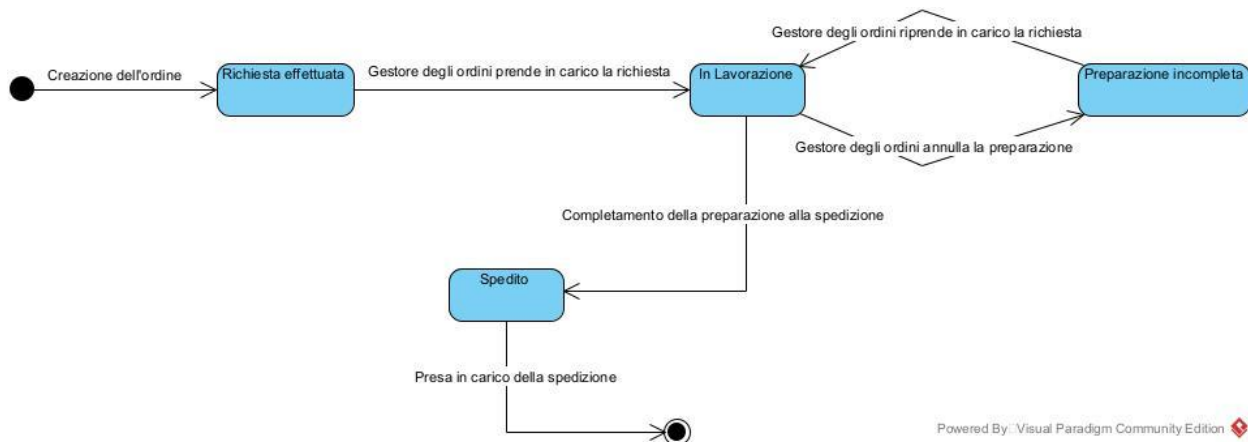 Gestore degli ordini riprende in carico la richiesta
Creazione dell'ordine
Richiesta effettuata
Gestore degli ordini prende in carico la richiesta
In Lavorazione
Preparazione incompleta
Gestore degli ordini annulla la preparazione
Completamento della preparazione alla spedizione
Spedito
Presa in carico della spedizione
Powered By Visual Paradigm Community Edition